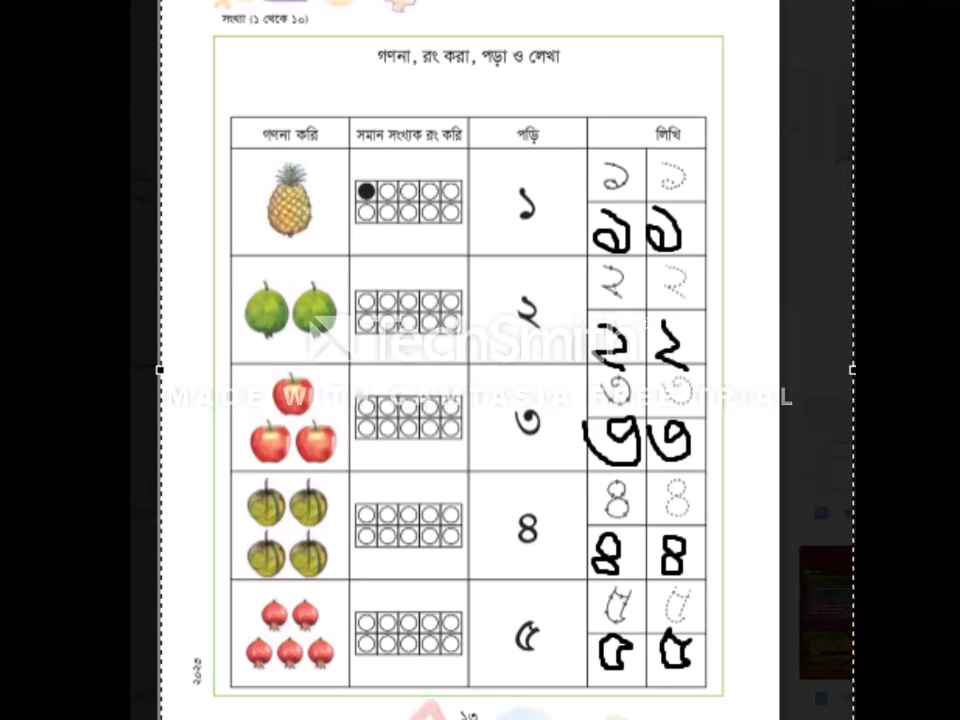 সংখ্যা (১ থেকে ১০)
গণনা, রং করা, পড়া ও লেখা
গণনা করি সমান সংখ্যক রং করি পড়ি লিখি
১ ১ ১
১ ১
২ ২ ২
২ ২
TechSmith
MADE WITH CAMTASIA FREE TRIAL
৩ ৩ ৩
৩ ৩
৪ ৪ ৪
৪ ৪
৫ ৫ ৫
৫ ৫
২০২৩
১৩